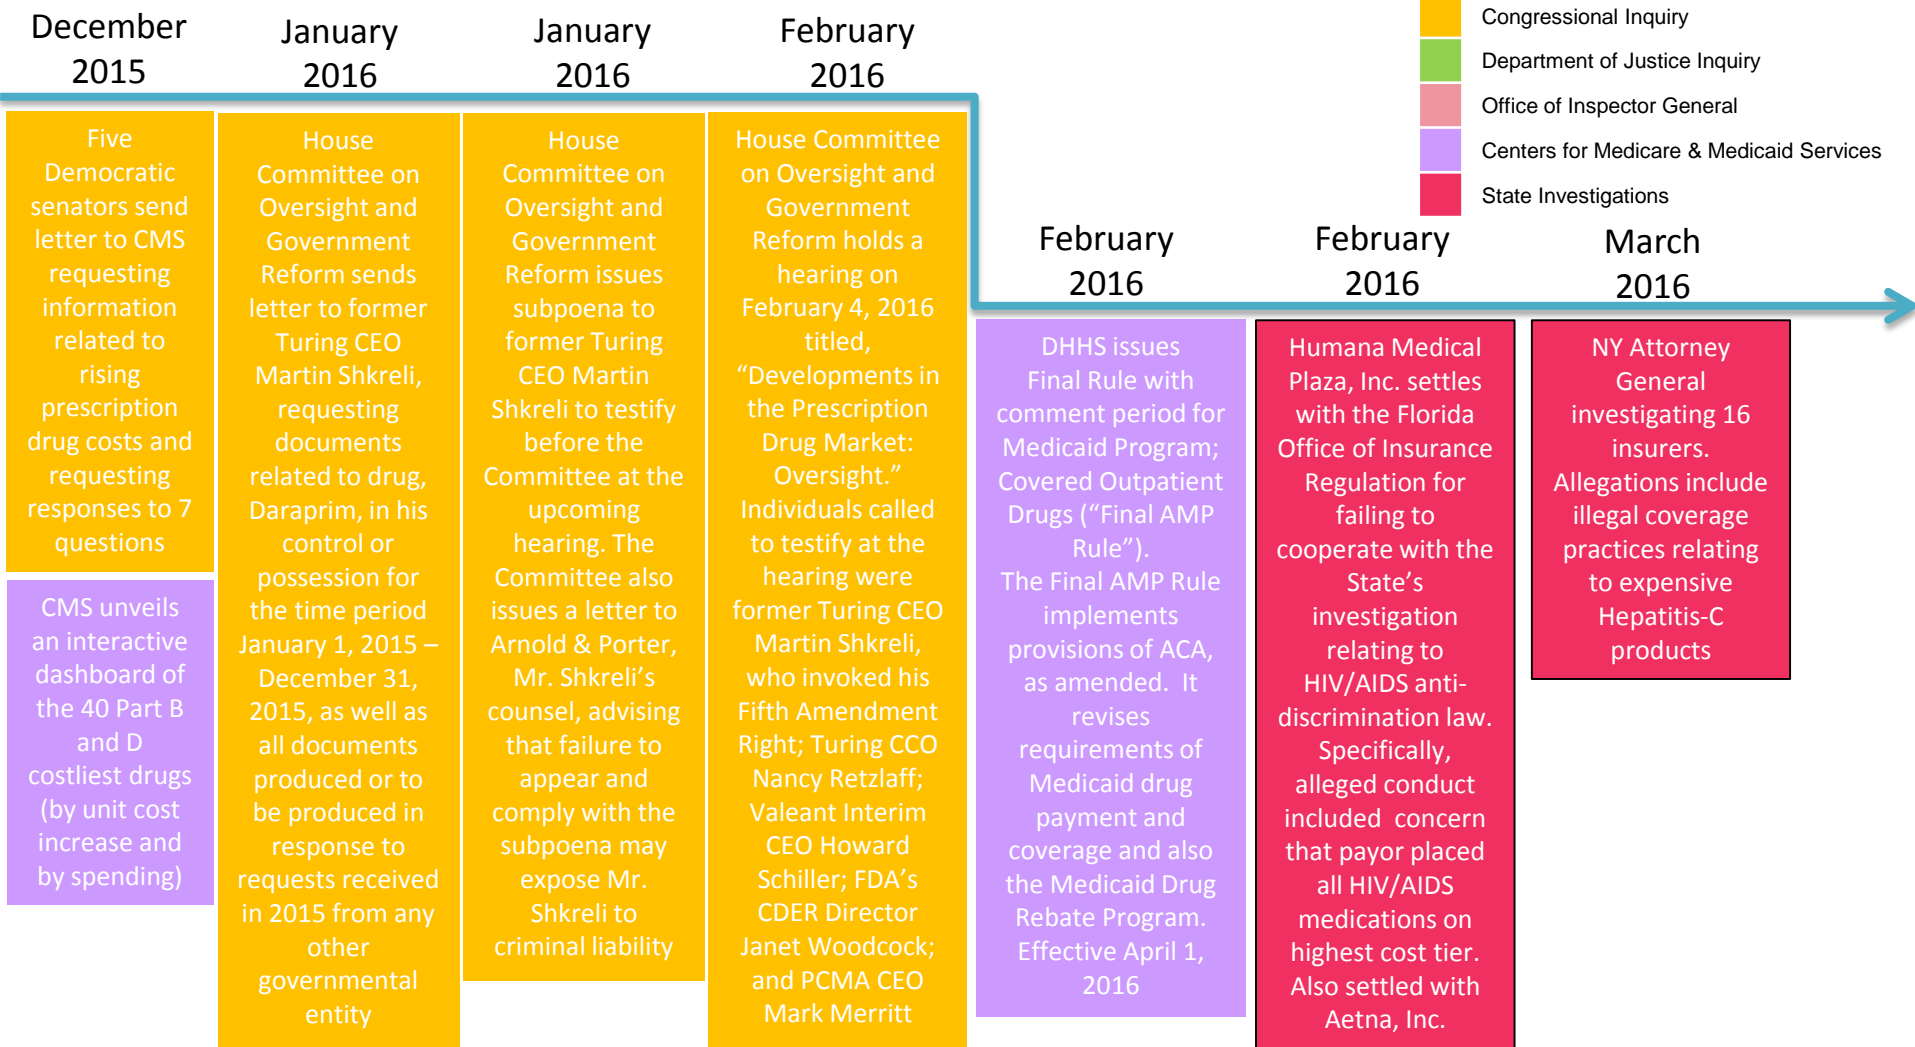 December
2015
Five
Democratic
senators send
letter to CMS
requesting
information
related to
rising
prescription
drug costs and
requesting
responses to 7
questions
CMS unveils
an interactive
dashboard of
the 40 Part B
and D
costliest drugs
(by unit cost
increase and
by spending)
January
2016
House
Committee on
Oversight and
Government
Reform sends
letter to former
Turing CEO
Martin Shkreli,
requesting
documents
related to drug,
Daraprim, in his
control or
possession for
the time period
January 1, 2015 –
December 31,
2015, as well as
all documents
produced or to
be produced in
response to
requests received
in 2015 from any
other
governmental
entity
January
2016
House
Committee on
Oversight and
Government
Reform issues
subpoena to
former Turing
CEO Martin
Shkreli to testify
before the
Committee at the
upcoming
hearing. The
Committee also
issues a letter to
Arnold & Porter,
Mr. Shkreli’s
counsel, advising
that failure to
appear and
comply with the
subpoena may
expose Mr.
Shkreli to
criminal liability
February
2016
House Committee
on Oversight and
Government
Reform holds a
hearing on
February 4, 2016
titled,
“Developments in
the Prescription
Drug Market:
Oversight.”
Individuals called
to testify at the
hearing were
former Turing CEO
Martin Shkreli,
who invoked his
Fifth Amendment
Right; Turing CCO
Nancy Retzlaff;
Valeant Interim
CEO Howard
Schiller; FDA’s
CDER Director
Janet Woodcock;
and PCMA CEO
Mark Merritt
Congressional Inquiry
Department of Justice Inquiry
Office of Inspector General
Centers for Medicare & Medicaid Services
State Investigations
February
2016
DHHS issues
Final Rule with
comment period for
Medicaid Program;
Covered Outpatient
Drugs (“Final AMP
Rule”).
The Final AMP Rule
implements
provisions of ACA,
as amended.  It
revises
requirements of
Medicaid drug
payment and
coverage and also
the Medicaid Drug
Rebate Program.
Effective April 1,
2016
February
2016
Humana Medical
Plaza, Inc. settles
with the Florida
Office of Insurance
Regulation for
failing to
cooperate with the
State’s
investigation
relating to
HIV/AIDS anti-
discrimination law.
Specifically,
alleged conduct
included  concern
that payor placed
all HIV/AIDS
medications on
highest cost tier.
Also settled with
Aetna, Inc.
March
2016
NY Attorney
General
investigating 16
insurers.
Allegations include
illegal coverage
practices relating
to expensive
Hepatitis-C
products